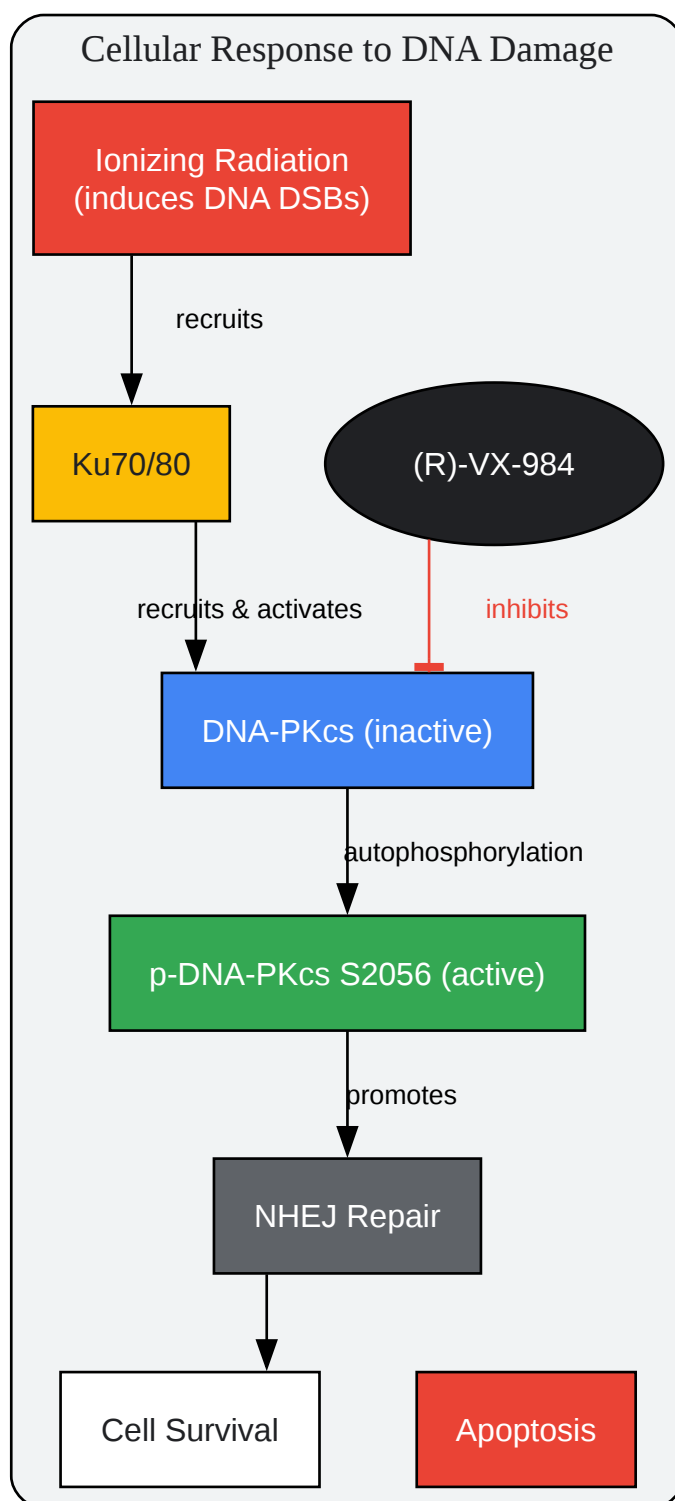 Cellular Response to DNA Damage
Ionizing Radiation
(induces DNA DSBs)
recruits
Ku70/80
(R)-VX-984
recruits & activates
inhibits
DNA-PKcs (inactive)
autophosphorylation
p-DNA-PKcs S2056 (active)
promotes
NHEJ Repair
Cell Survival
Apoptosis